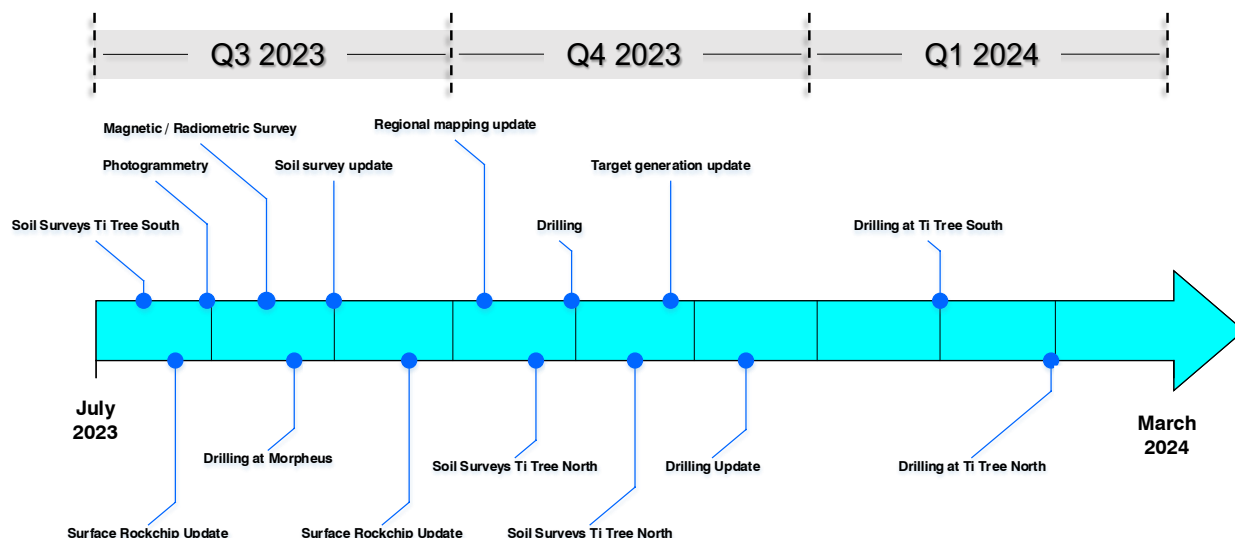 Q3 2023
Q4 2023
Q1 2024
Magnetic / Radiometric Survey
Regional mapping update
Photogrammetry
Soil survey update
Target generation update
Soil Surveys Ti Tree South
Drilling
Drilling at Ti Tree South
July
2023
March
2024
Drilling at Morpheus
Soil Surveys Ti Tree North
Drilling Update
Drilling at Ti Tree North
Surface Rockchip Update
Surface Rockchip Update
Soil Surveys Ti Tree North